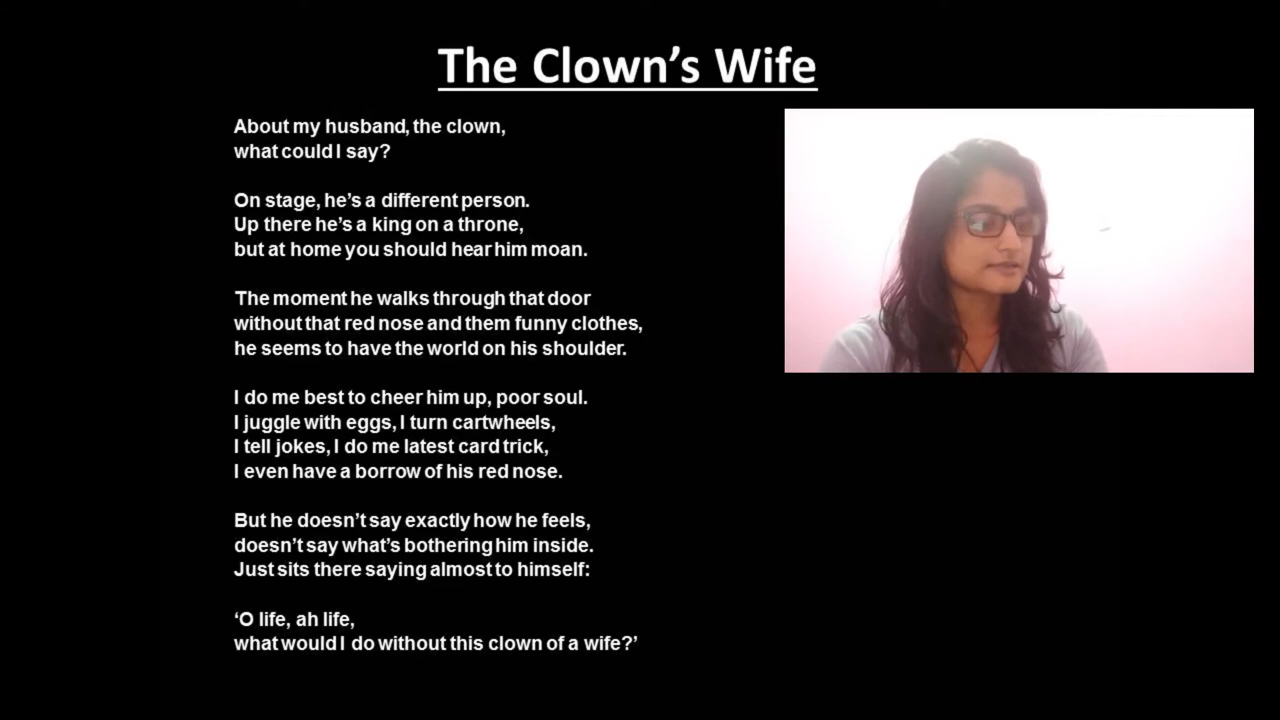 The Clown’s Wife
About my husband, the clown,
what could I say?
On stage, he’s a different person.
Up there he’s a king on a throne,
but at home you should hear him moan.
The moment he walks through that door
without that red nose and them funny clothes,
he seems to have the world on his shoulder.
I do me best to cheer him up, poor soul.
I juggle with eggs, I turn cartwheels,
I tell jokes, I do me latest card trick,
I even have a borrow of his red nose.
But he doesn’t say exactly how he feels,
doesn’t say what’s bothering him inside.
Just sits there saying almost to himself:
‘O life, ah life,
what would I do without this clown of a wife?’